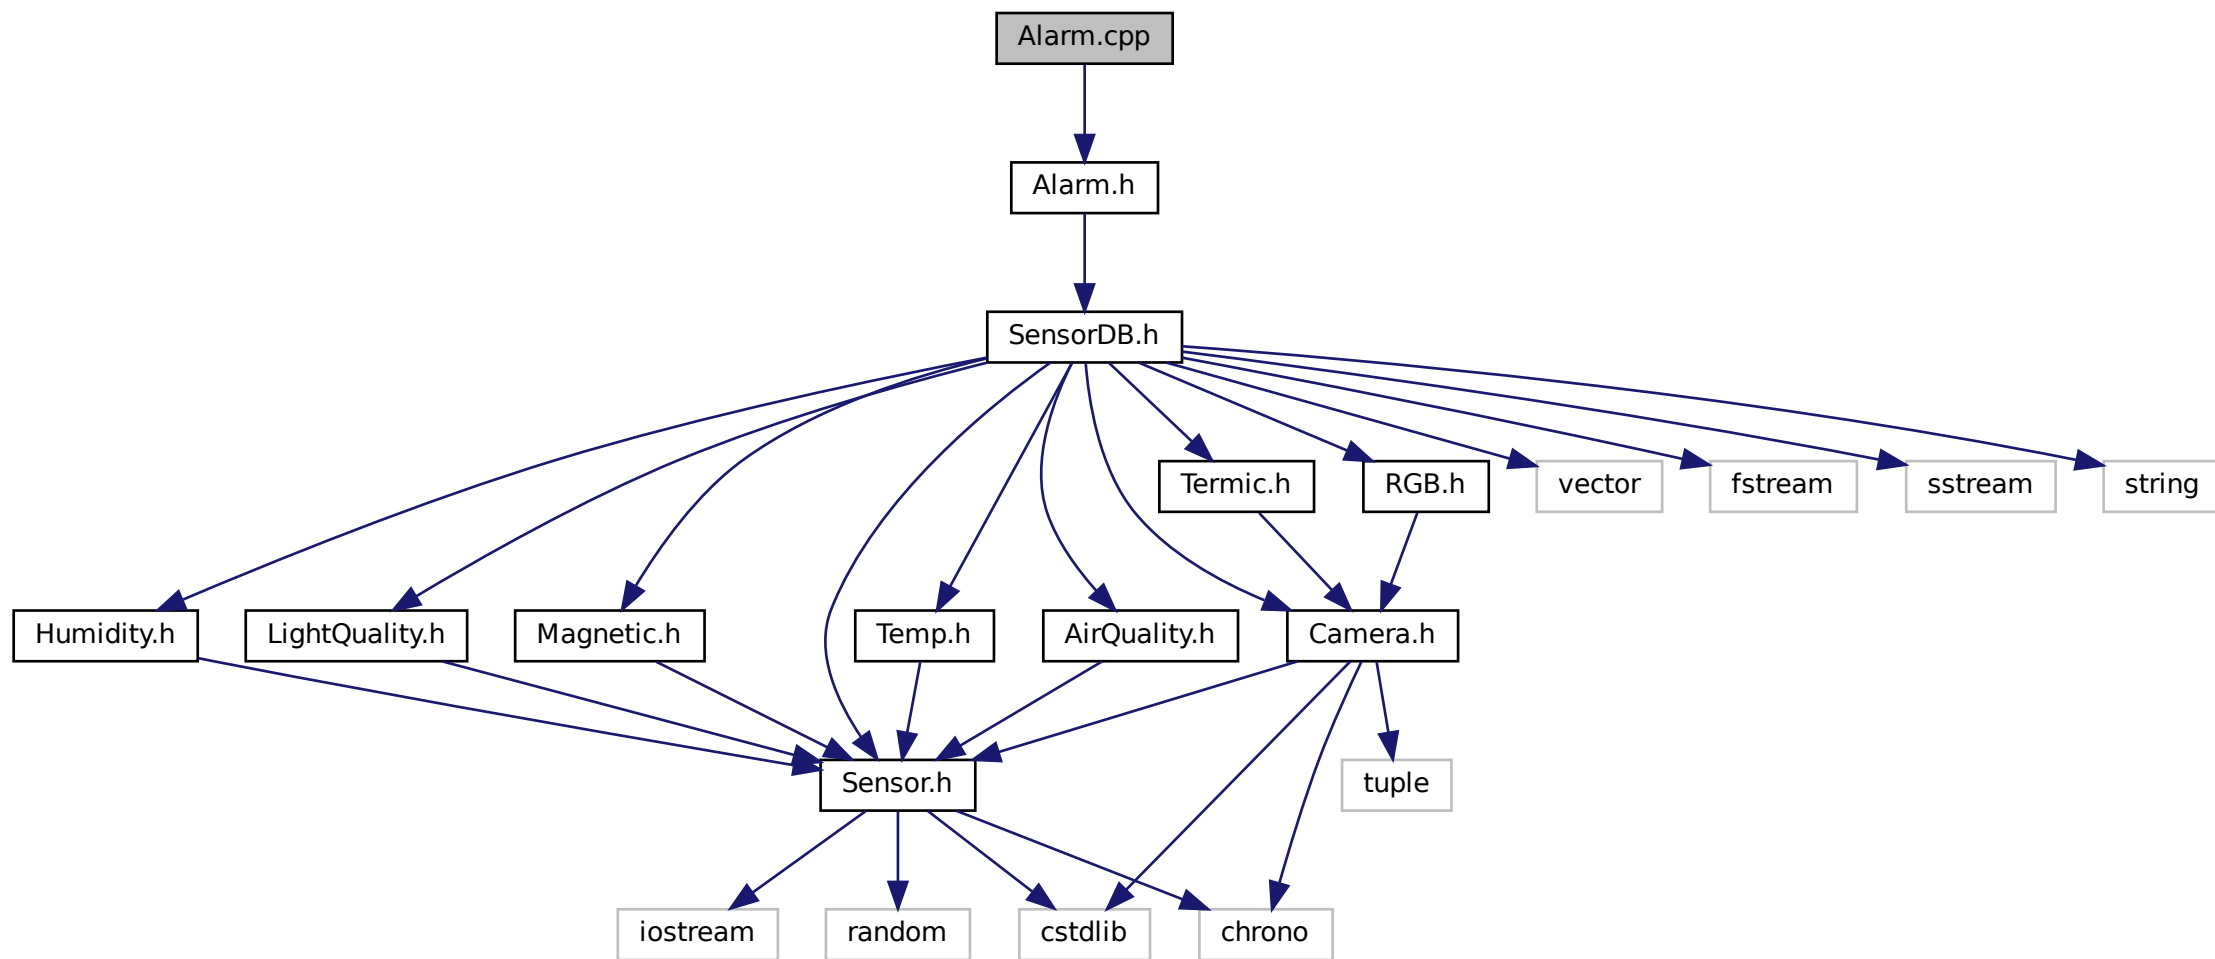 Alarm.cpp
Alarm.h
SensorDB.h
Termic.h
RGB.h
vector
fstream
sstream
string
Humidity.h
LightQuality.h
Magnetic.h
Temp.h
AirQuality.h
Camera.h
Sensor.h
tuple
iostream
random
cstdlib
chrono